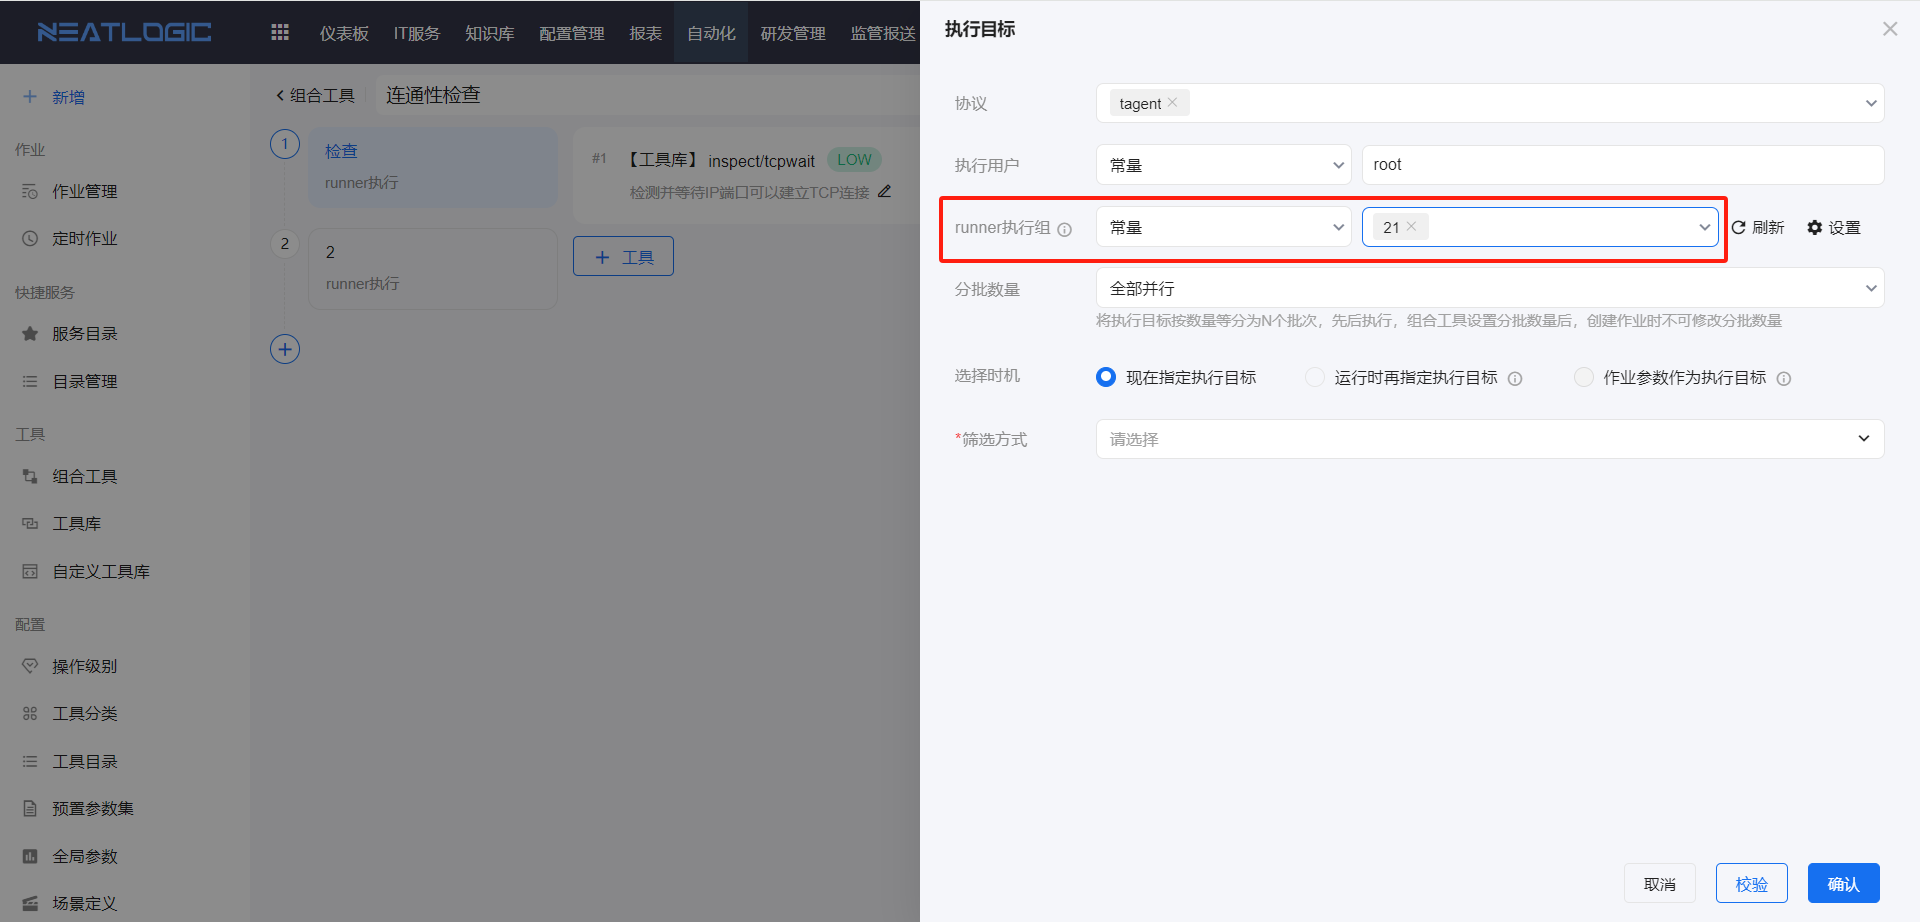 NEATLOGIC
仪表板
IT服务
知识库
配置管理
报表
自动化
研发管理
监管报送
新增
作业
作业管理
定时作业
快捷服务
服务目录
目录管理
工具
组合工具
工具库
自定义工具库
配置
操作级别
工具分类
工具目录
预置参数集
全局参数
场景定义
组合工具
连通性检查
1
检查
runner执行
2
2
runner执行
#1
【工具库】 inspect/tcpwait
LOW
检测并等待IP端口可以建立TCP连接
工具
执行目标
协议
tagent
执行用户
常量
root
runner执行组
常量
21
刷新
设置
分批数量
全部并行
将执行目标按数量等分为N个批次，先后执行，组合工具设置分批数量后，创建作业时不可修改分批数量
选择时机
现在指定执行目标
运行时再指定执行目标
作业参数作为执行目标
*筛选方式
请选择
取消
校验
确认